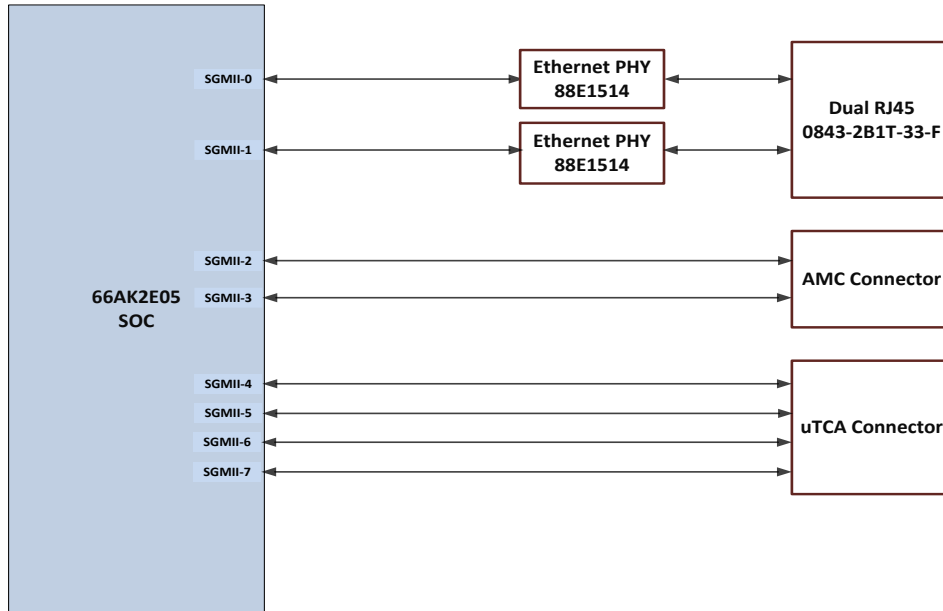 SGMII-0
Ethernet PHY
88E1514
Dual RJ45
0843-2B1T-33-F
SGMII-1
Ethernet PHY
88E1514
SGMII-2
AMC Connector
66AK2E05
SOC
SGMII-3
SGMII-4
SGMII-5
uTCA Connector
SGMII-6
SGMII-7